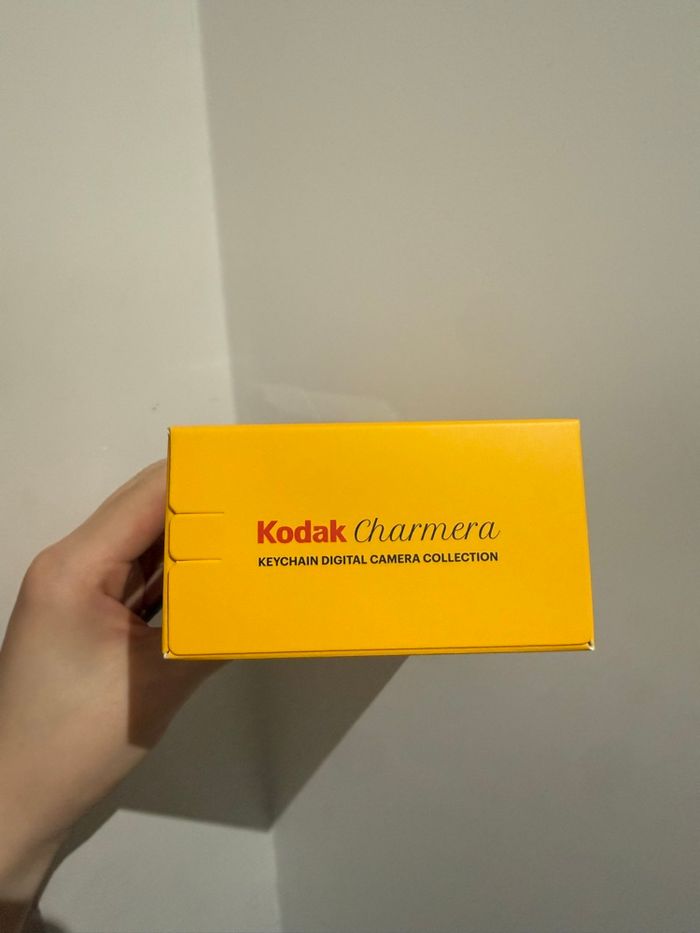 Kodak Charmera
KEYCHAIN DIGITAL CAMERA COLLECTION